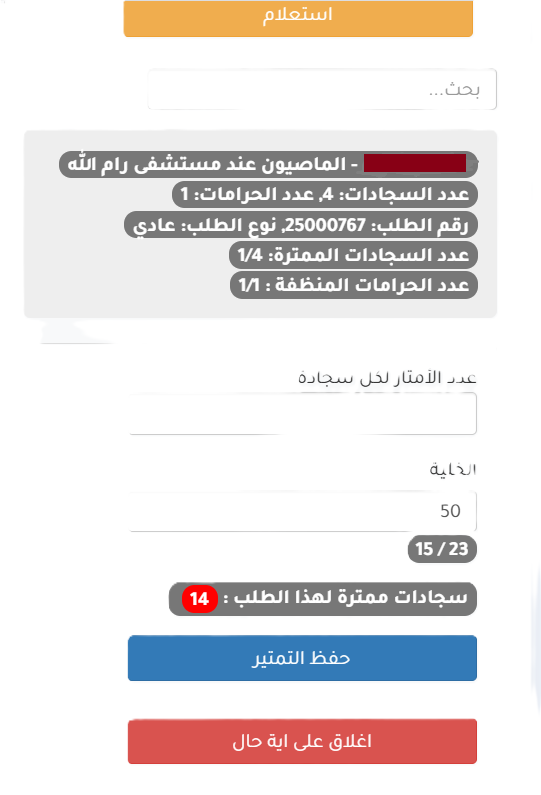 استعلام
بحث...
- الماصيون عند مستشفى رام الله
عدد السجادات: 4, عدد الحرامات: 1
رقم الطلب: 25000767, نوع الطلب: عادي
عدد السجادات الممترة: 1/4
عدد الحرامات المنظفة : 1/1
عدد الأمتار لكل سجادة
الخلية
50
15 / 23
سجادات ممترة لهذا الطلب : 14
حفظ التمتير
اغلاق على اية حال